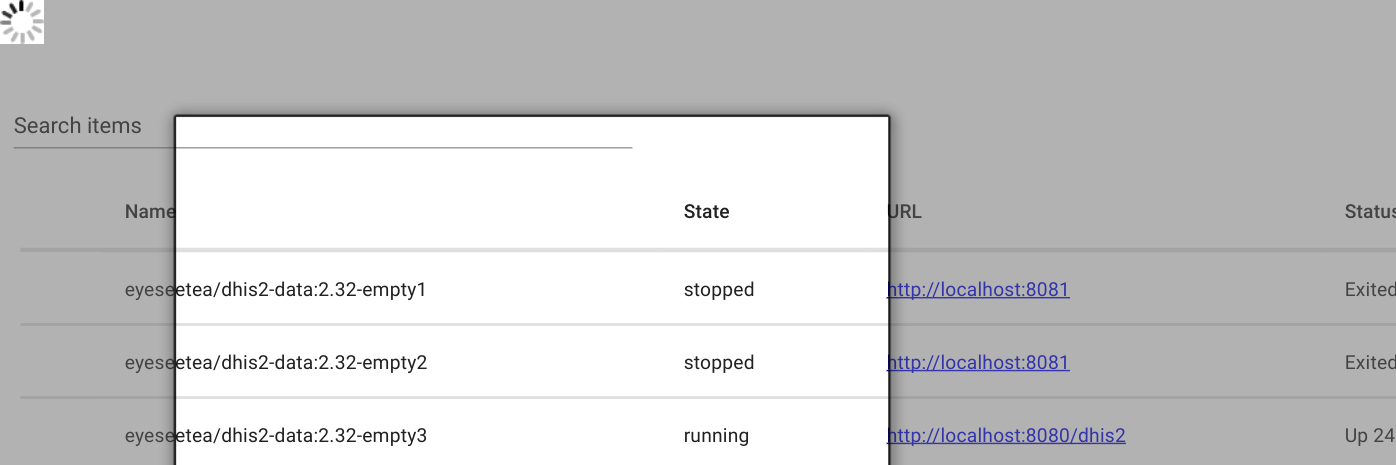 Search items
Name State URL Status
eyeseetea/dhis2-data:2.32-empty1 stopped http://localhost:8081 Exited
eyeseetea/dhis2-data:2.32-empty2 stopped http://localhost:8081 Exited
eyeseetea/dhis2-data:2.32-empty3 running http://localhost:8080/dhis2 Up 24